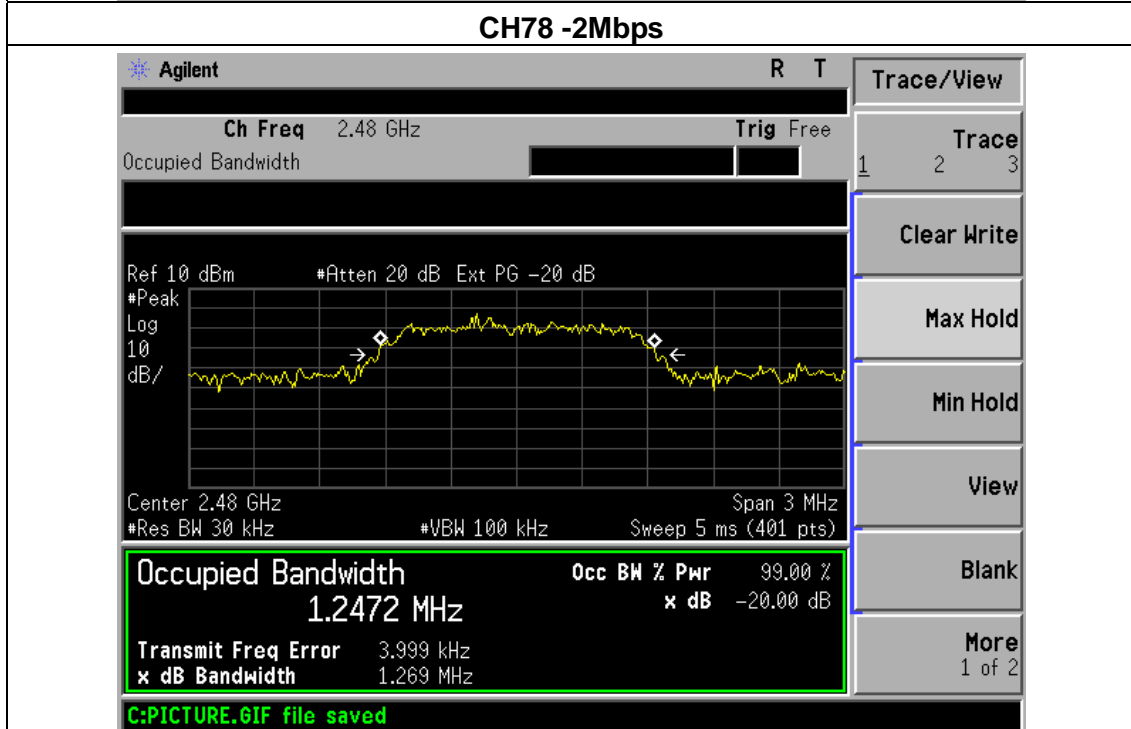 CH78 -2Mbps
Agilent R T
Trace/View
Ch Freq 2.48 GHz Trig Free
Occupied Bandwidth
Trace
1 2 3
Clear Write
Ref 10 dBm #Atten 20 dB Ext PG -20 dB
#Peak
Log
10
dB/
Max Hold
Min Hold
View
Center 2.48 GHz Span 3 MHz
#Res BW 30 kHz #VBW 100 kHz Sweep 5 ms (401 pts)
Occupied Bandwidth Occ BW % Pwr 99.00 %
1.2472 MHz x dB -20.00 dB
Blank
Transmit Freq Error 3.999 kHz
x dB Bandwidth 1.269 MHz
More
1 of 2
C:PICTURE.GIF file saved